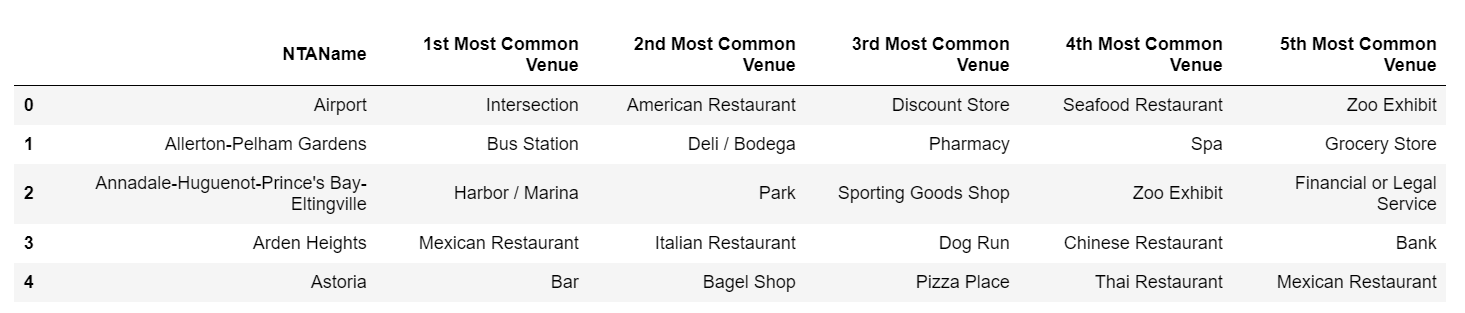 NTAName 1st Most Common Venue 2nd Most Common Venue 3rd Most Common Venue 4th Most Common Venue 5th Most Common Venue
0 Airport Intersection American Restaurant Discount Store Seafood Restaurant Zoo Exhibit
1 Allerton-Pelham Gardens Bus Station Deli / Bodega Pharmacy Spa Grocery Store
2 Annadale-Huguenot-Prince's Bay-Eltingville Harbor / Marina Park Sporting Goods Shop Zoo Exhibit Financial or Legal Service
3 Arden Heights Mexican Restaurant Italian Restaurant Dog Run Chinese Restaurant Bank
4 Astoria Bar Bagel Shop Pizza Place Thai Restaurant Mexican Restaurant